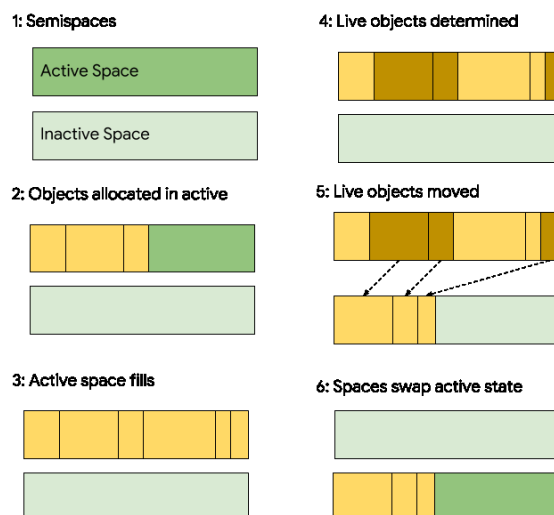 1: Semispaces
Active Space
Inactive Space
2: Objects allocated in active
3: Active space fills
4: Live objects determined
5: Live objects moved
6: Spaces swap active state